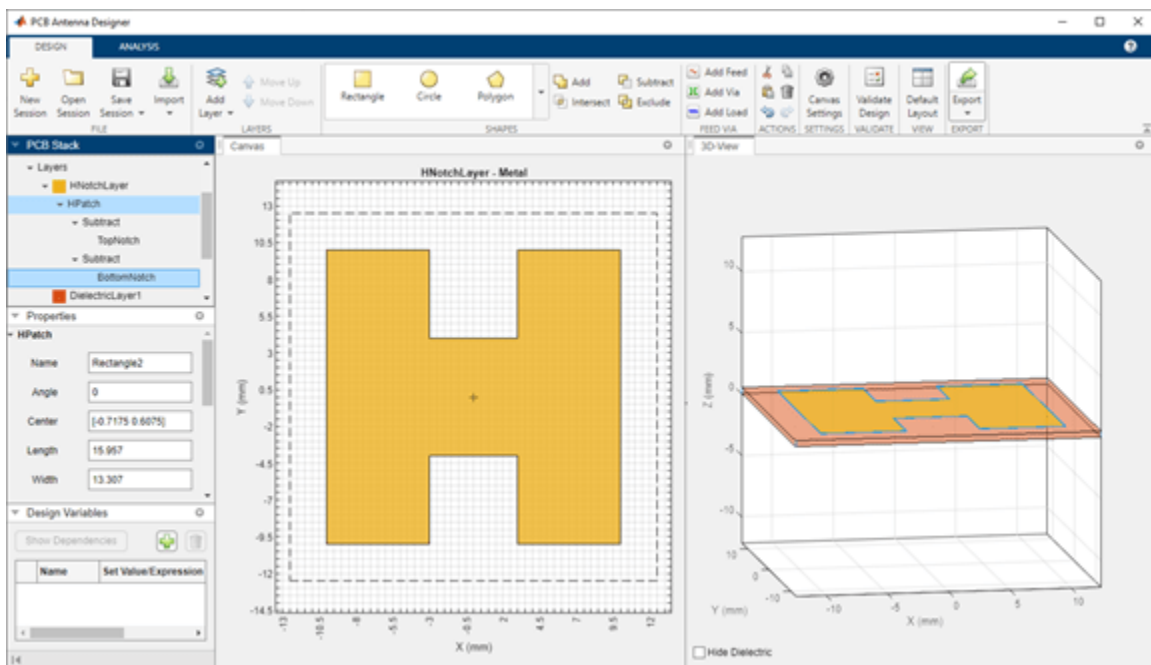 PCB Antenna Designer
DESIGN ANALYSIS
New Session
Open Session
Save Session
Import
FILE
Add Layer
Move Up
Move Down
LAYERS
Rectangle
Circle
Polygon
Add
Subtract
Intersect
Exclude
SHAPES
Add Feed
Add Via
Add Load
FEED VIA
ACTIONS
Canvas Settings
SETTINGS
Validate Design
VALIDATE
Default Layout
VIEW
Export
EXPORT
PCB Stack
Layers
HNotchLayer
HPatch
Subtract
TopNotch
Subtract
BottomNotch
DielectricLayer1
Properties
HPatch
Name Rectangle2
Angle 0
Center [-0.7175 0.6075]
Length 15.957
Width 13.307
Design Variables
Show Dependencies
Name Set Value/Expression
Canvas
HNotchLayer - Metal
13
10.5
8
5.5
3
0.5
-2
-4.5
-7
-9.5
-12
-14.5
Y (mm)
-13 -10.5 -8 -5.5 -3 -0.5 2 4.5 7 9.5 12
X (mm)
3D-View
10
5
0
-5
-10
Z (mm)
10
0
-10
Y (mm)
-10 -5 0 5 10
X (mm)
Hide Dielectric